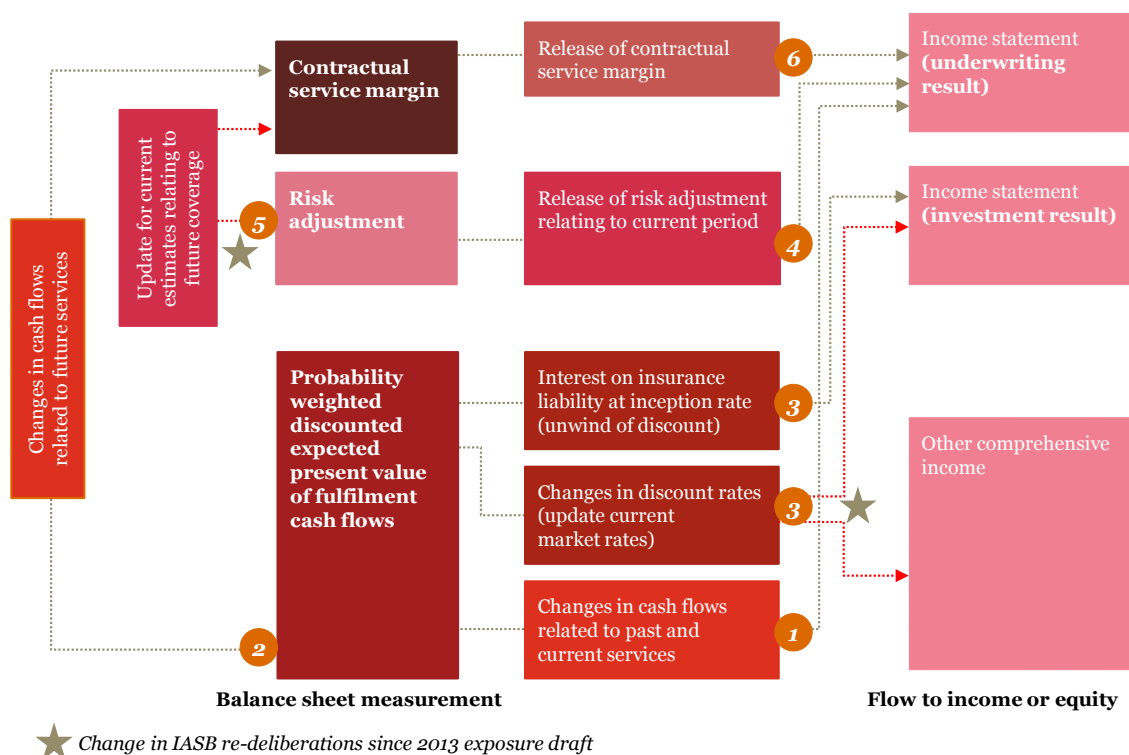 Changes in cash flows
related to future services
Update for current
estimates relating to
future coverage
Contractual
service margin
Release of contractual
service margin
6
Income statement
(underwriting
result)
5
Risk
adjustment
Release of risk adjustment
relating to current period
4
Income statement
(investment result)
2
Probability
weighted
discounted
expected
present value
of fulfilment
cash flows
Interest on insurance
liability at inception rate
(unwind of discount)
3
Changes in discount rates
(update current
market rates)
3
Changes in cash flows
related to past and
current services
1
Other comprehensive
income
Balance sheet measurement
Flow to income or equity
Change in IASB re-deliberations since 2013 exposure draft